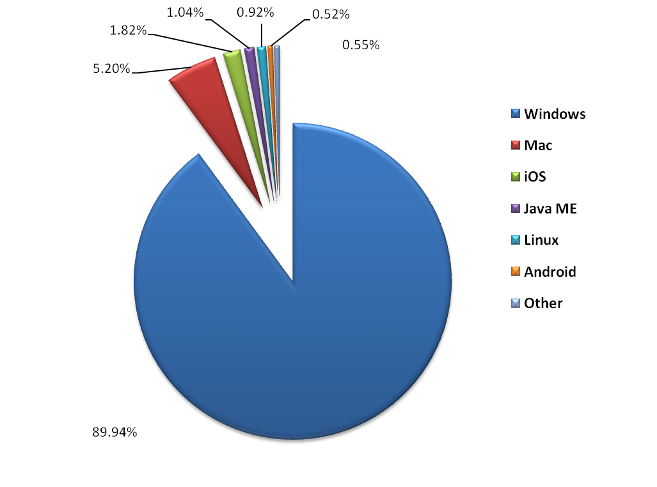 1.04%
0.92%
0.52%
1.82%
0.55%
5.20%
89.94%
Windows
Mac
iOS
Java ME
Linux
Android
Other